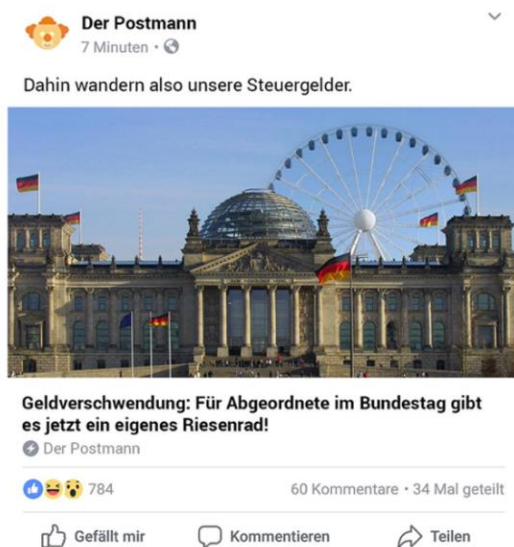 Der Postmann
7 Minuten ·
Dahin wandern also unsere Steuergelder.
Geldverschwendung: Für Abgeordnete im Bundestag gibt
es jetzt ein eigenes Riesenrad!
Der Postmann
784
60 Kommentare · 34 Mal geteilt
Gefällt mir
Kommentieren
Teilen